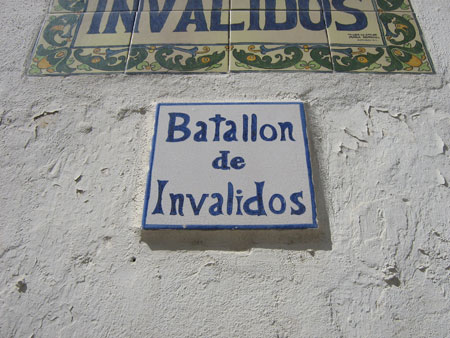 INVALIDOS
Batallon
de
Invalidos